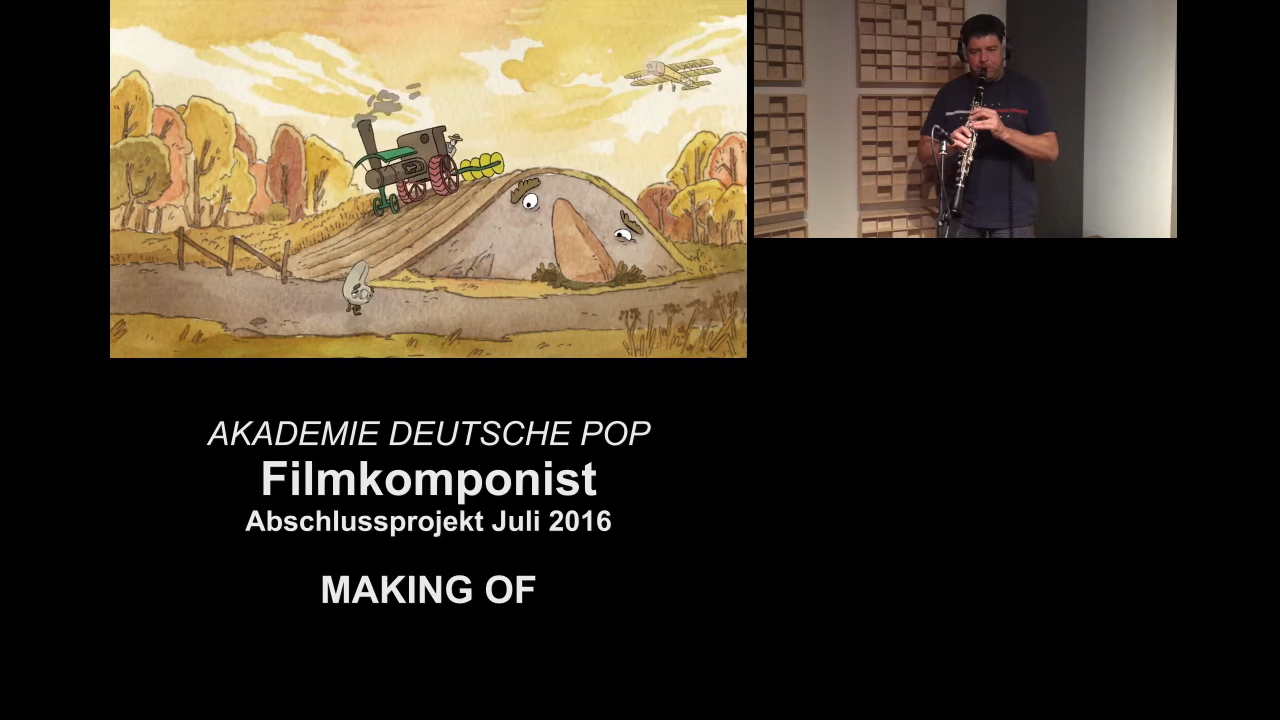 AKADEMIE DEUTSCHE POP
Filmkomponist
Abschlussprojekt Juli 2016
MAKING OF